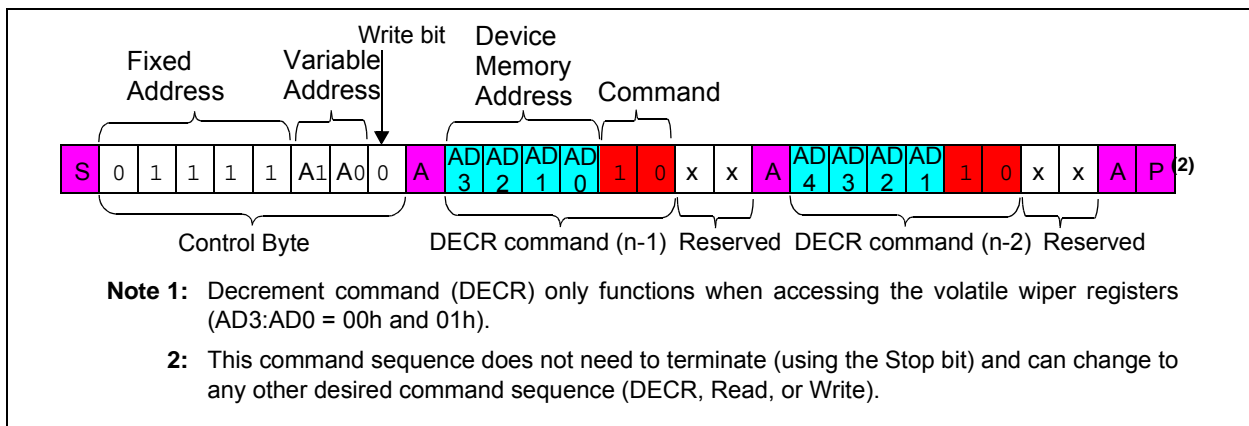 Write bit
Device
Memory
Address
Variable
Address
Fixed
Address
Command
S 0 1 1 1 1 A1 A0 0 A AD3 AD2 AD1 AD0 1 0 x x A AD4 AD3 AD2 AD1 1 0 x x A P (2)
Control Byte DECR command (n-1) Reserved DECR command (n-2) Reserved
Note 1: Decrement command (DECR) only functions when accessing the volatile wiper registers
(AD3:AD0 = 00h and 01h).
2: This command sequence does not need to terminate (using the Stop bit) and can change to
any other desired command sequence (DECR, Read, or Write).